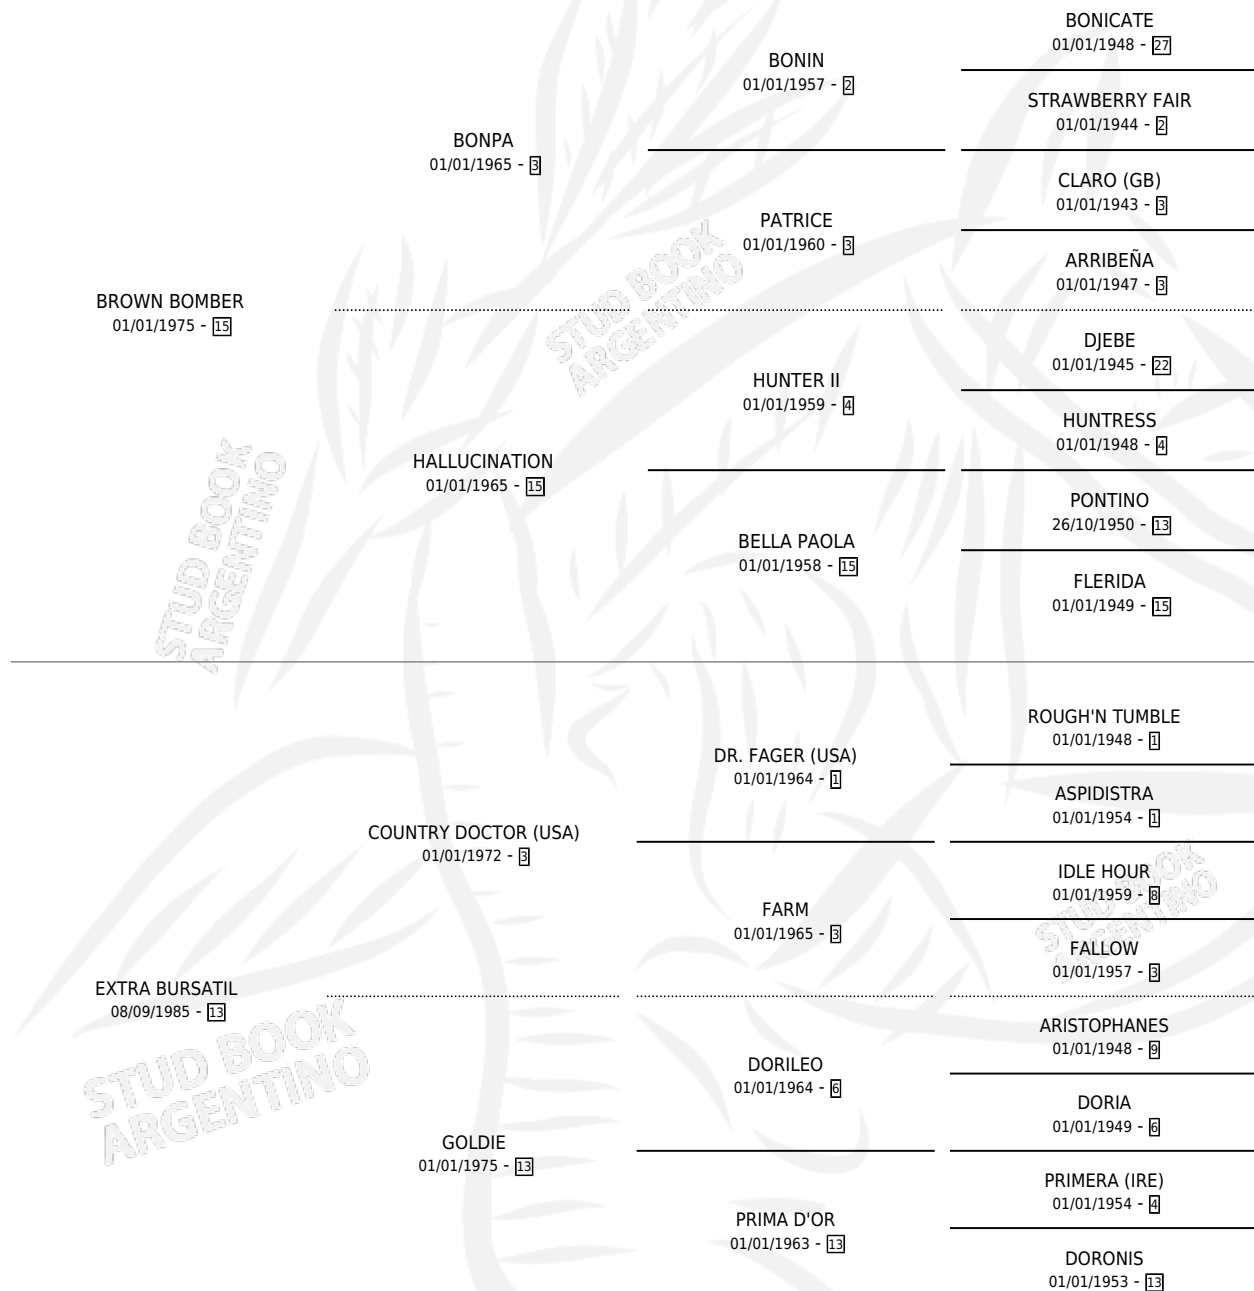 BROWN BOMBER
01/01/1975 - 15
BONPA
01/01/1965 - 3
HALLUCINATION
01/01/1965 - 15
BONIN
01/01/1957 - 2
PATRICE
01/01/1960 - 3
HUNTER II
01/01/1959 - 4
BELLA PAOLA
01/01/1958 - 15
BONICATE
01/01/1948 - 27
STRAWBERRY FAIR
01/01/1944 - 2
CLARO (GB)
01/01/1943 - 3
ARRIBEÑA
01/01/1947 - 3
DJEBE
01/01/1945 - 22
HUNTRESS
01/01/1948 - 4
PONTINO
26/10/1950 - 13
FLERIDA
01/01/1949 - 15
EXTRA BURSATIL
08/09/1985 - 13
COUNTRY DOCTOR (USA)
01/01/1972 - 3
GOLDIE
01/01/1975 - 13
DR. FAGER (USA)
01/01/1964 - 1
FARM
01/01/1965 - 3
DORILEO
01/01/1964 - 6
PRIMA D'OR
01/01/1963 - 13
ROUGH'N TUMBLE
01/01/1948 - 1
ASPIDISTRA
01/01/1954 - 1
IDLE HOUR
01/01/1959 - 8
FALLOW
01/01/1957 - 3
ARISTOPHANES
01/01/1948 - 9
DORIA
01/01/1949 - 6
PRIMERA (IRE)
01/01/1954 - 4
DORONIS
01/01/1953 - 13
STUD BOOK
ARGENTINO
STUD BOOK
ARGENTINO
STUD BOOK
ARGENTINO
STUD BOOK
ARGENTINO